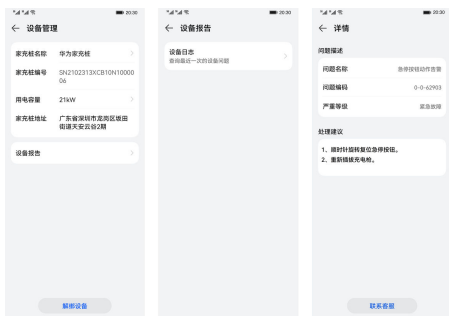 20:30
设备管理
家充桩名称 华为家充桩
家充桩编号 SN2102313XCB10N10000
06
用电容量 21kW
家充桩地址 广东省深圳市龙岗区坂田
街道天安云谷2期
设备报告
解绑设备
20:30
设备报告
设备日志
查询最近一次的设备问题
20:30
详情
问题描述
问题名称 急停按钮动作告警
问题编码 0-0-62903
严重等级 紧急故障
处理建议
1、顺时针旋转复位急停按钮。
2、重新插拔充电枪。
联系客服